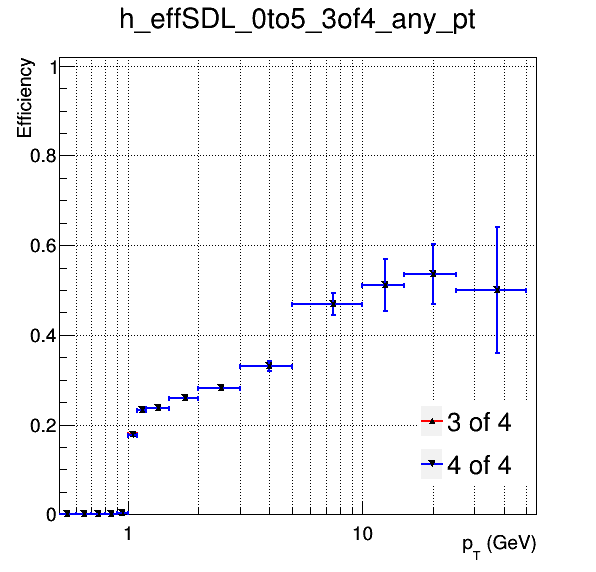 h_effSDL_0to5_3of4_any_pt
Efficiency
1
0.8
0.6
0.4
0.2
0
3 of 4
4 of 4
1
10
p_T (GeV)